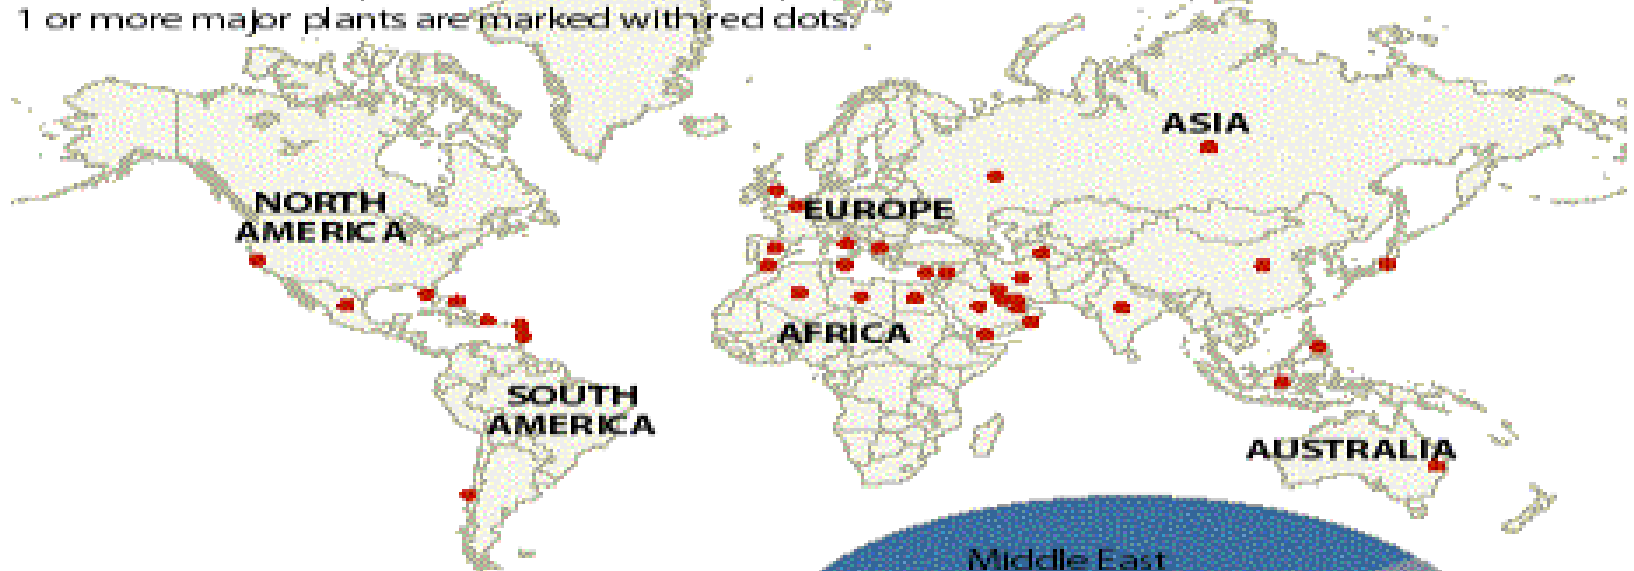 1 or more major plants are marked with red dots.
ASIA
NORTH
AMERICA
EUROPE
AFRICA
SOUTH
AMERICA
AUSTRALIA
Middle East